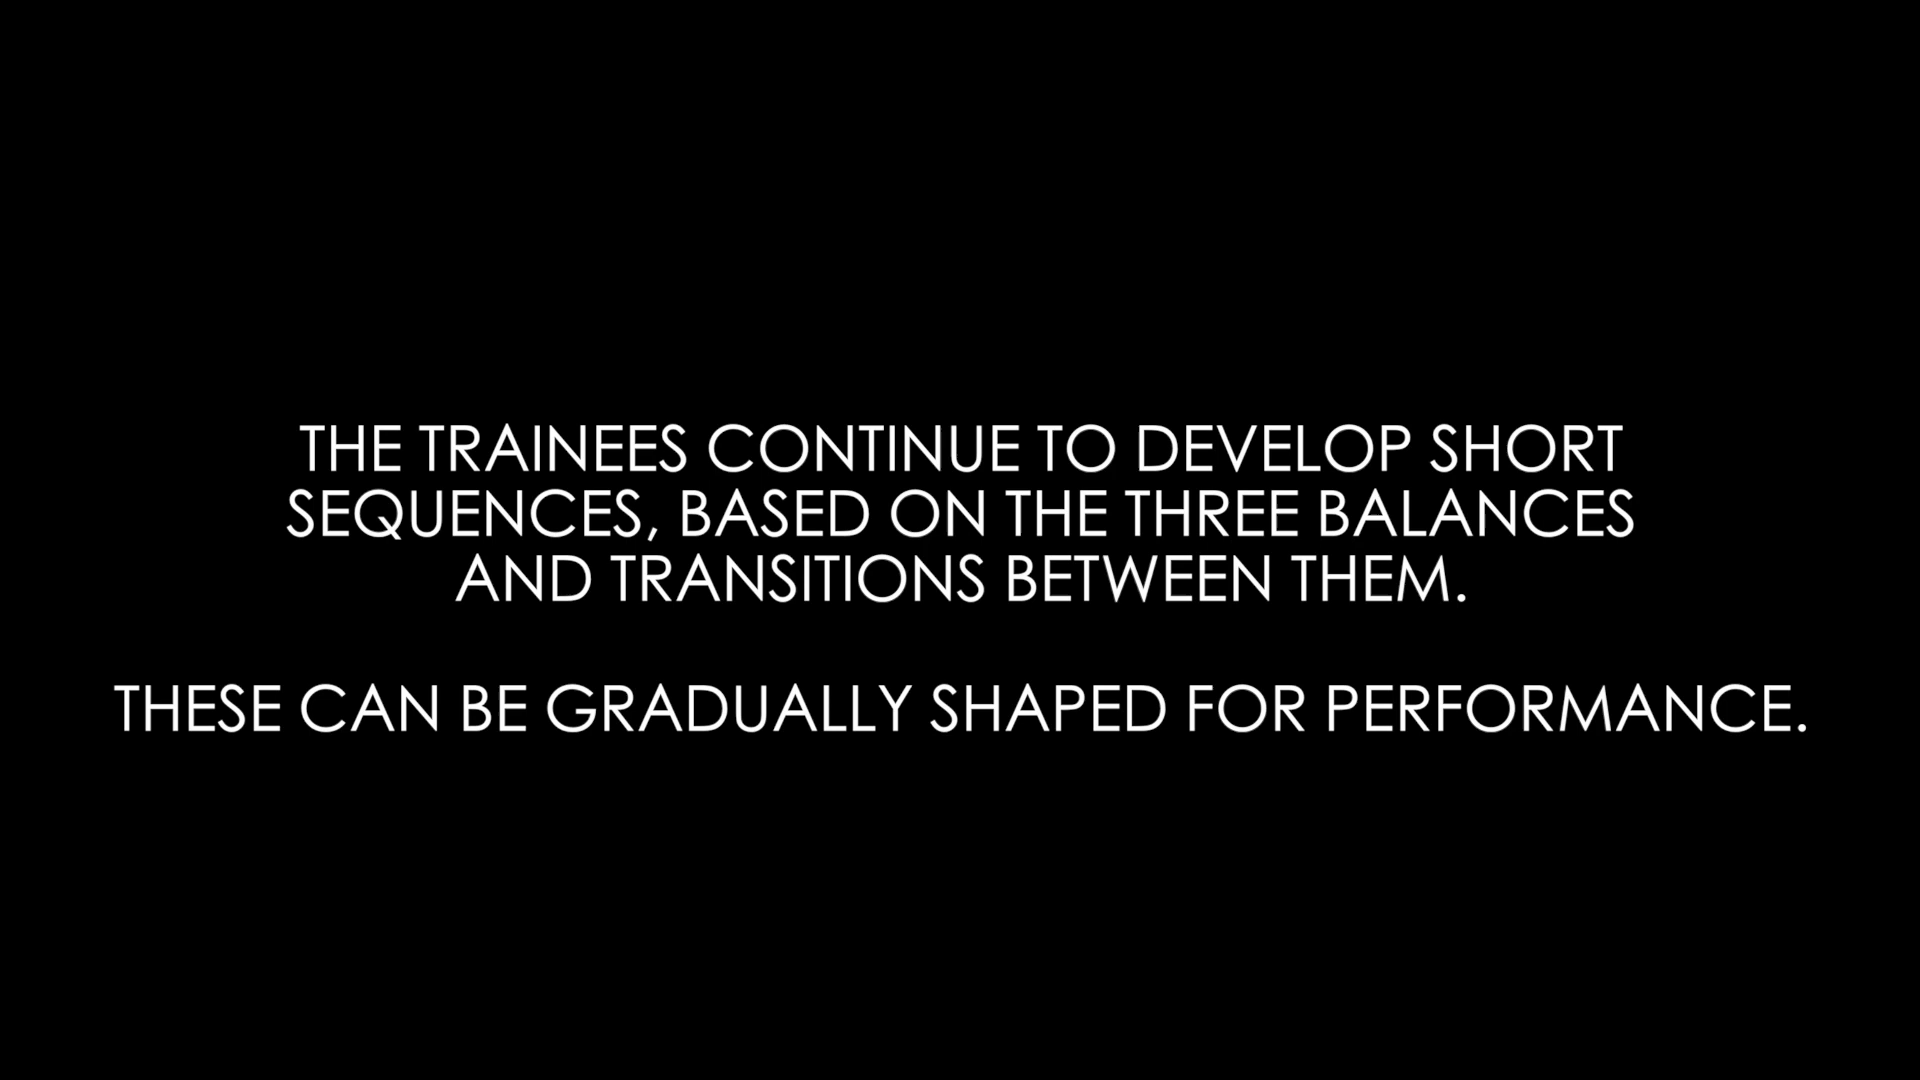 THE TRAINEES CONTINUE TO DEVELOP SHORT
SEQUENCES, BASED ON THE THREE BALANCES
AND TRANSITIONS BETWEEN THEM.
THESE CAN BE GRADUALLY SHAPED FOR PERFORMANCE.